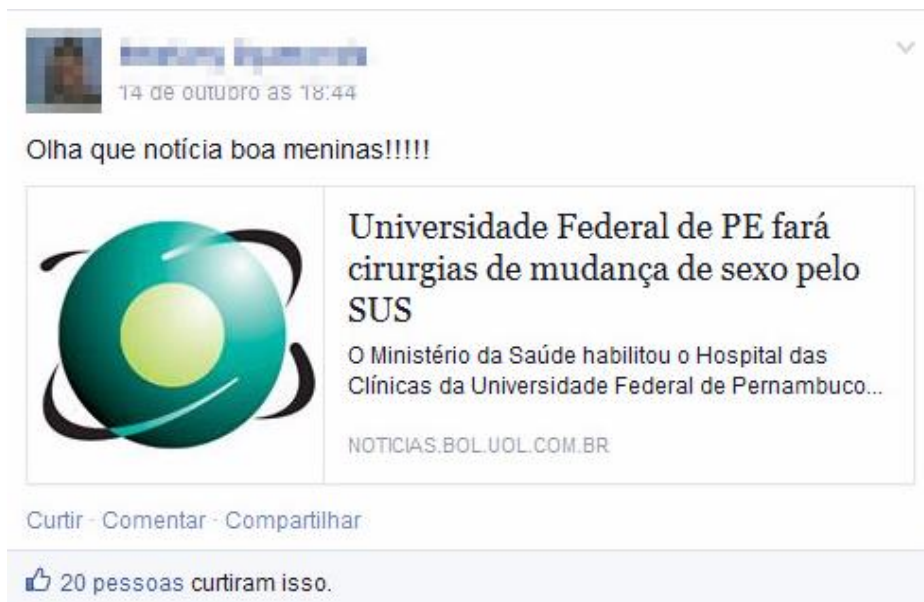 14 de outubro às 18:44
Olha que notícia boa meninas!!!!!
Universidade Federal de PE fará
cirurgias de mudança de sexo pelo
SUS
O Ministério da Saúde habilitou o Hospital das
Clínicas da Universidade Federal de Pernambuco...
NOTICIAS.BOL.UOL.COM.BR
Curtir · Comentar · Compartilhar
20 pessoas curtiram isso.